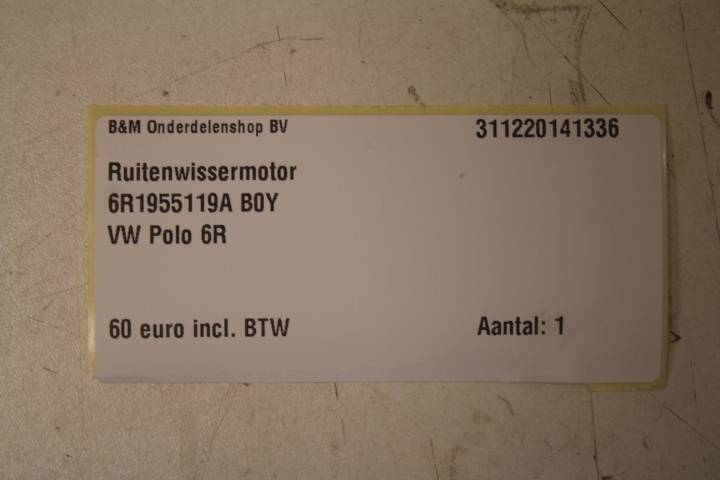 B&M Onderdelenshop BV 311220141336
Ruitenwissermotor
6R1955119A B0Y
VW Polo 6R
60 euro incl. BTW Aantal: 1